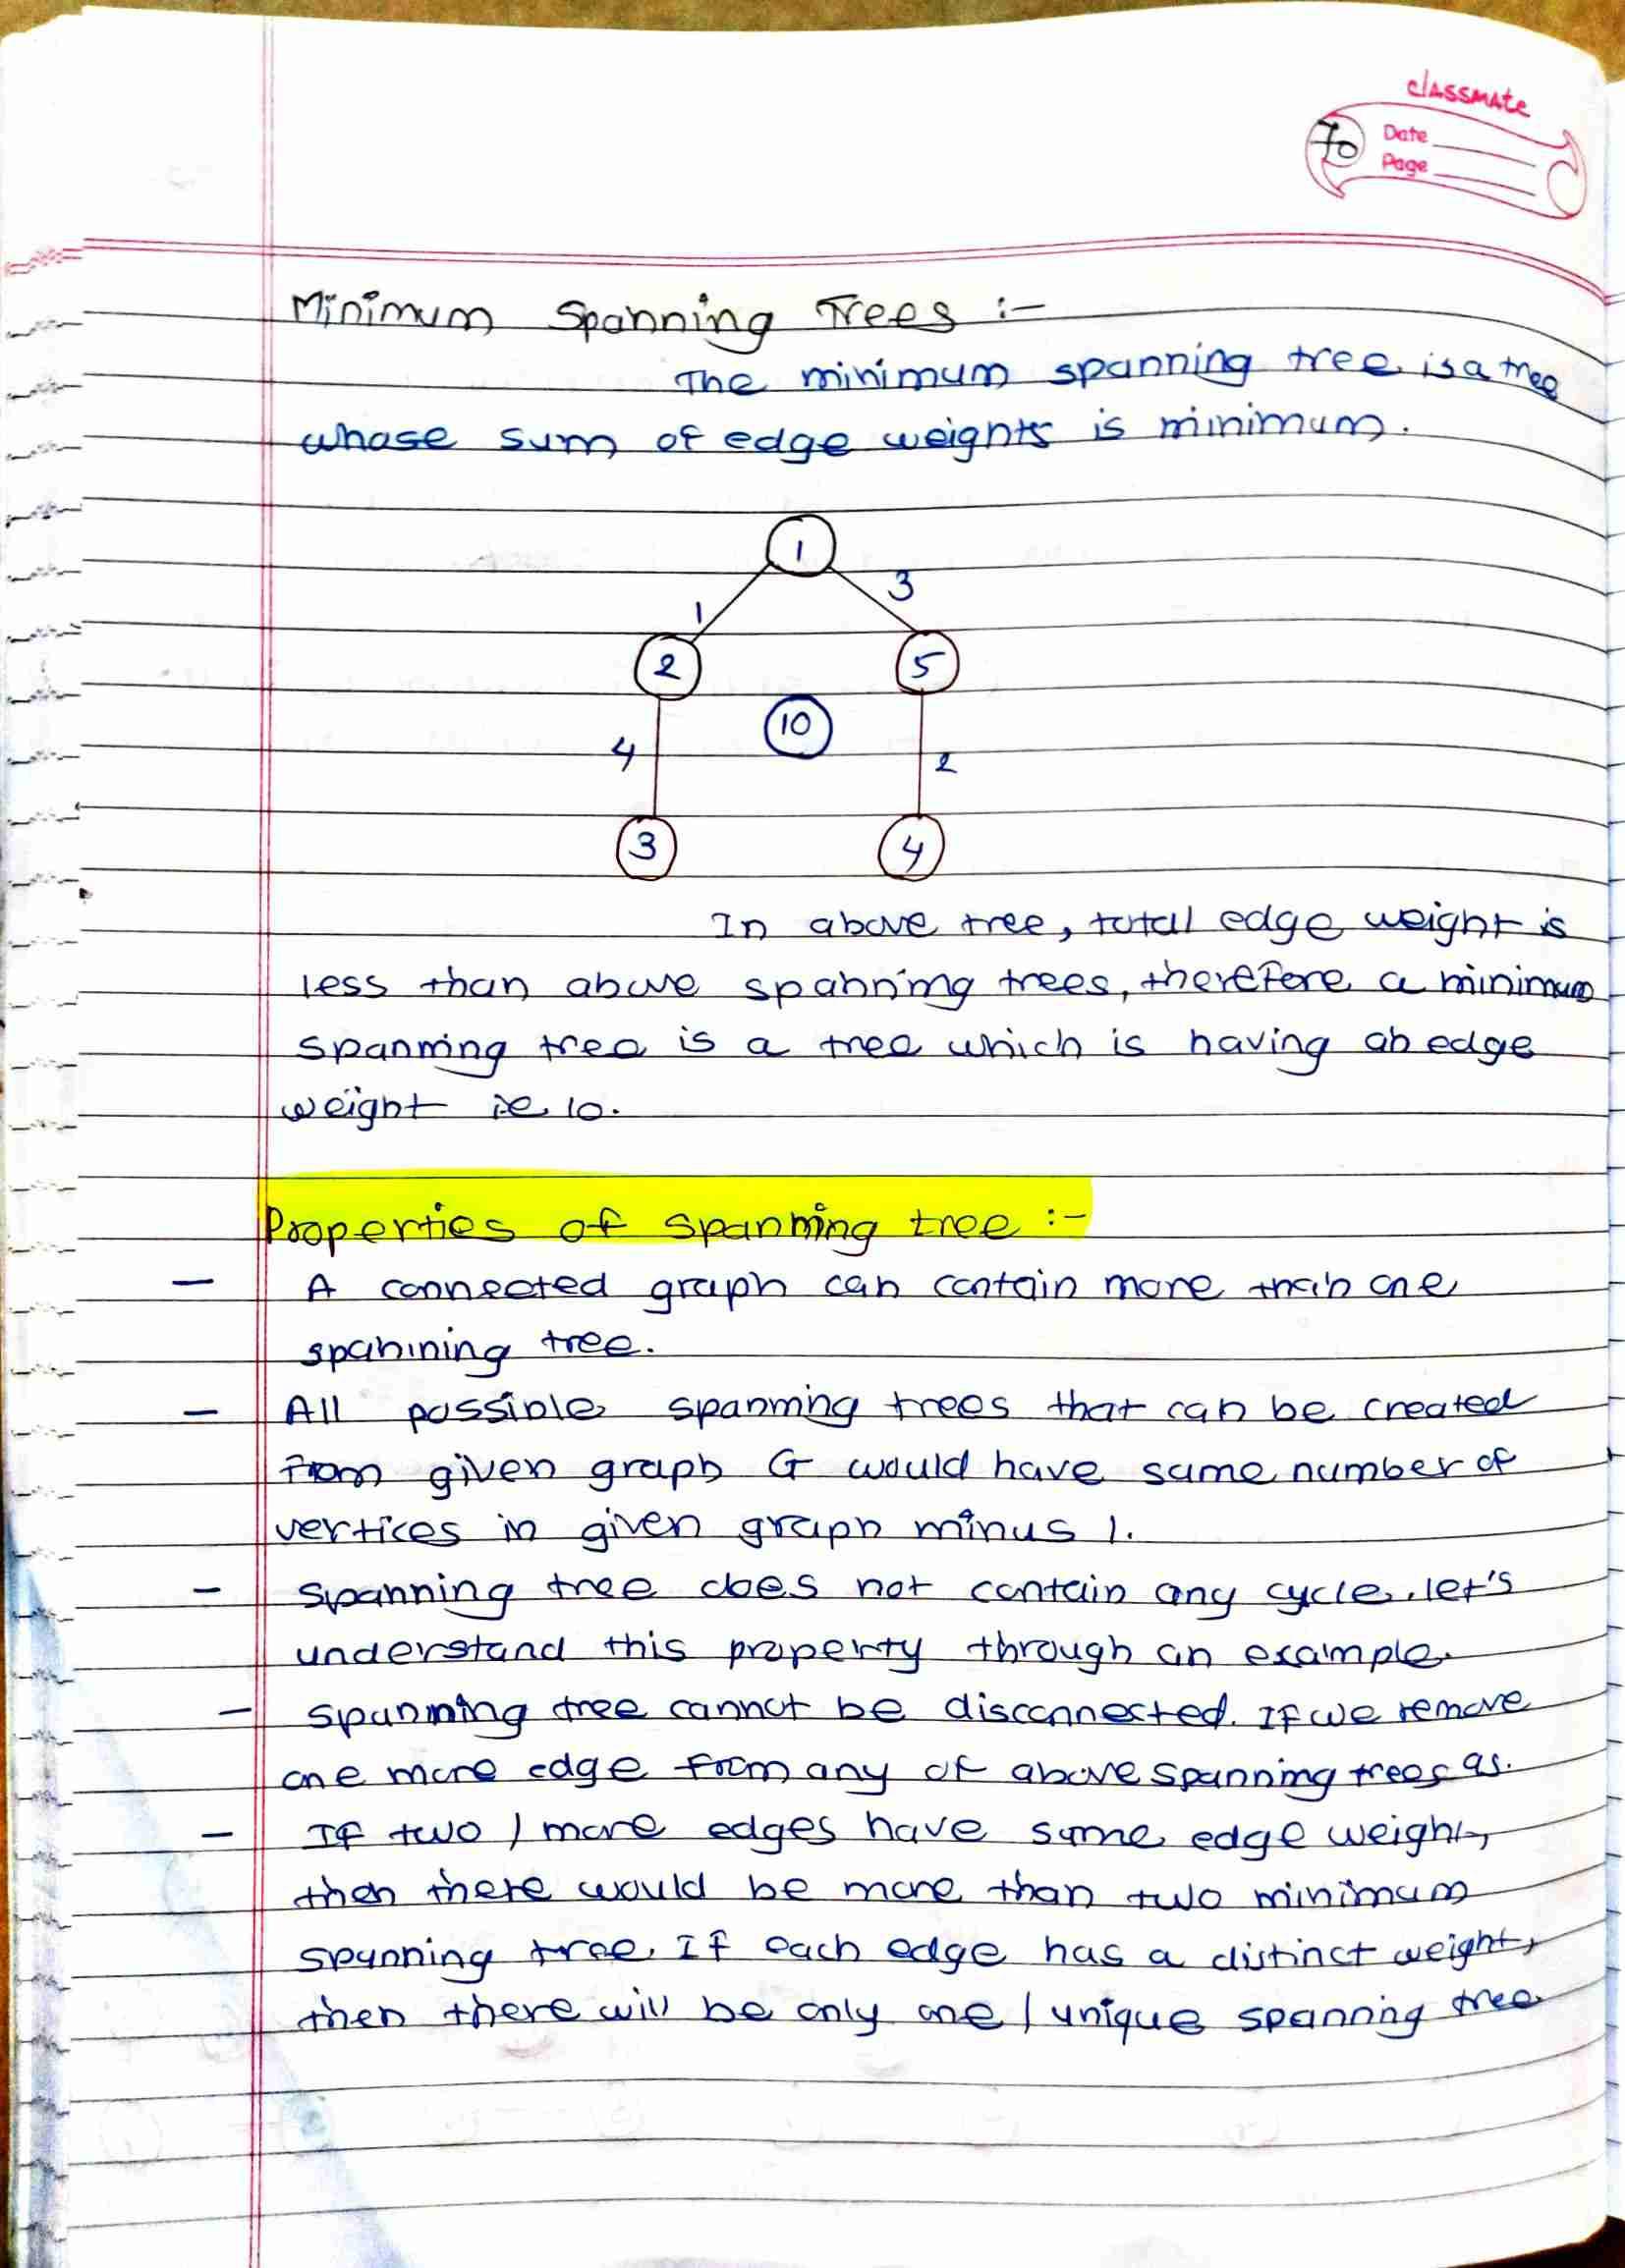 classmate
70 Date
Page
Minimum Spanning Trees :-
The minimum spanning tree is a tree
whose sum of edge weights is minimum.
1
1 3
2 5
10
4 2
3 4
In above tree, total edge weight is
less than above spanning trees, therefore a minimum
spanning tree is a tree which is having an edge
weight ie 10.
Properties of spanning tree :-
- A connected graph can contain more than one
spanning tree.
- All possible spanning trees that can be created
from given graph G would have same number of
vertices in given graph minus 1.
- spanning tree does not contain any cycle. let's
understand this property through an example.
- spanning tree cannot be disconnected. If we remove
one more edge from any of above spanning trees as.
- If two / more edges have same edge weight,
then there would be more than two minimum
spanning tree. If each edge has a distinct weight,
then there will be only one / unique spanning tree